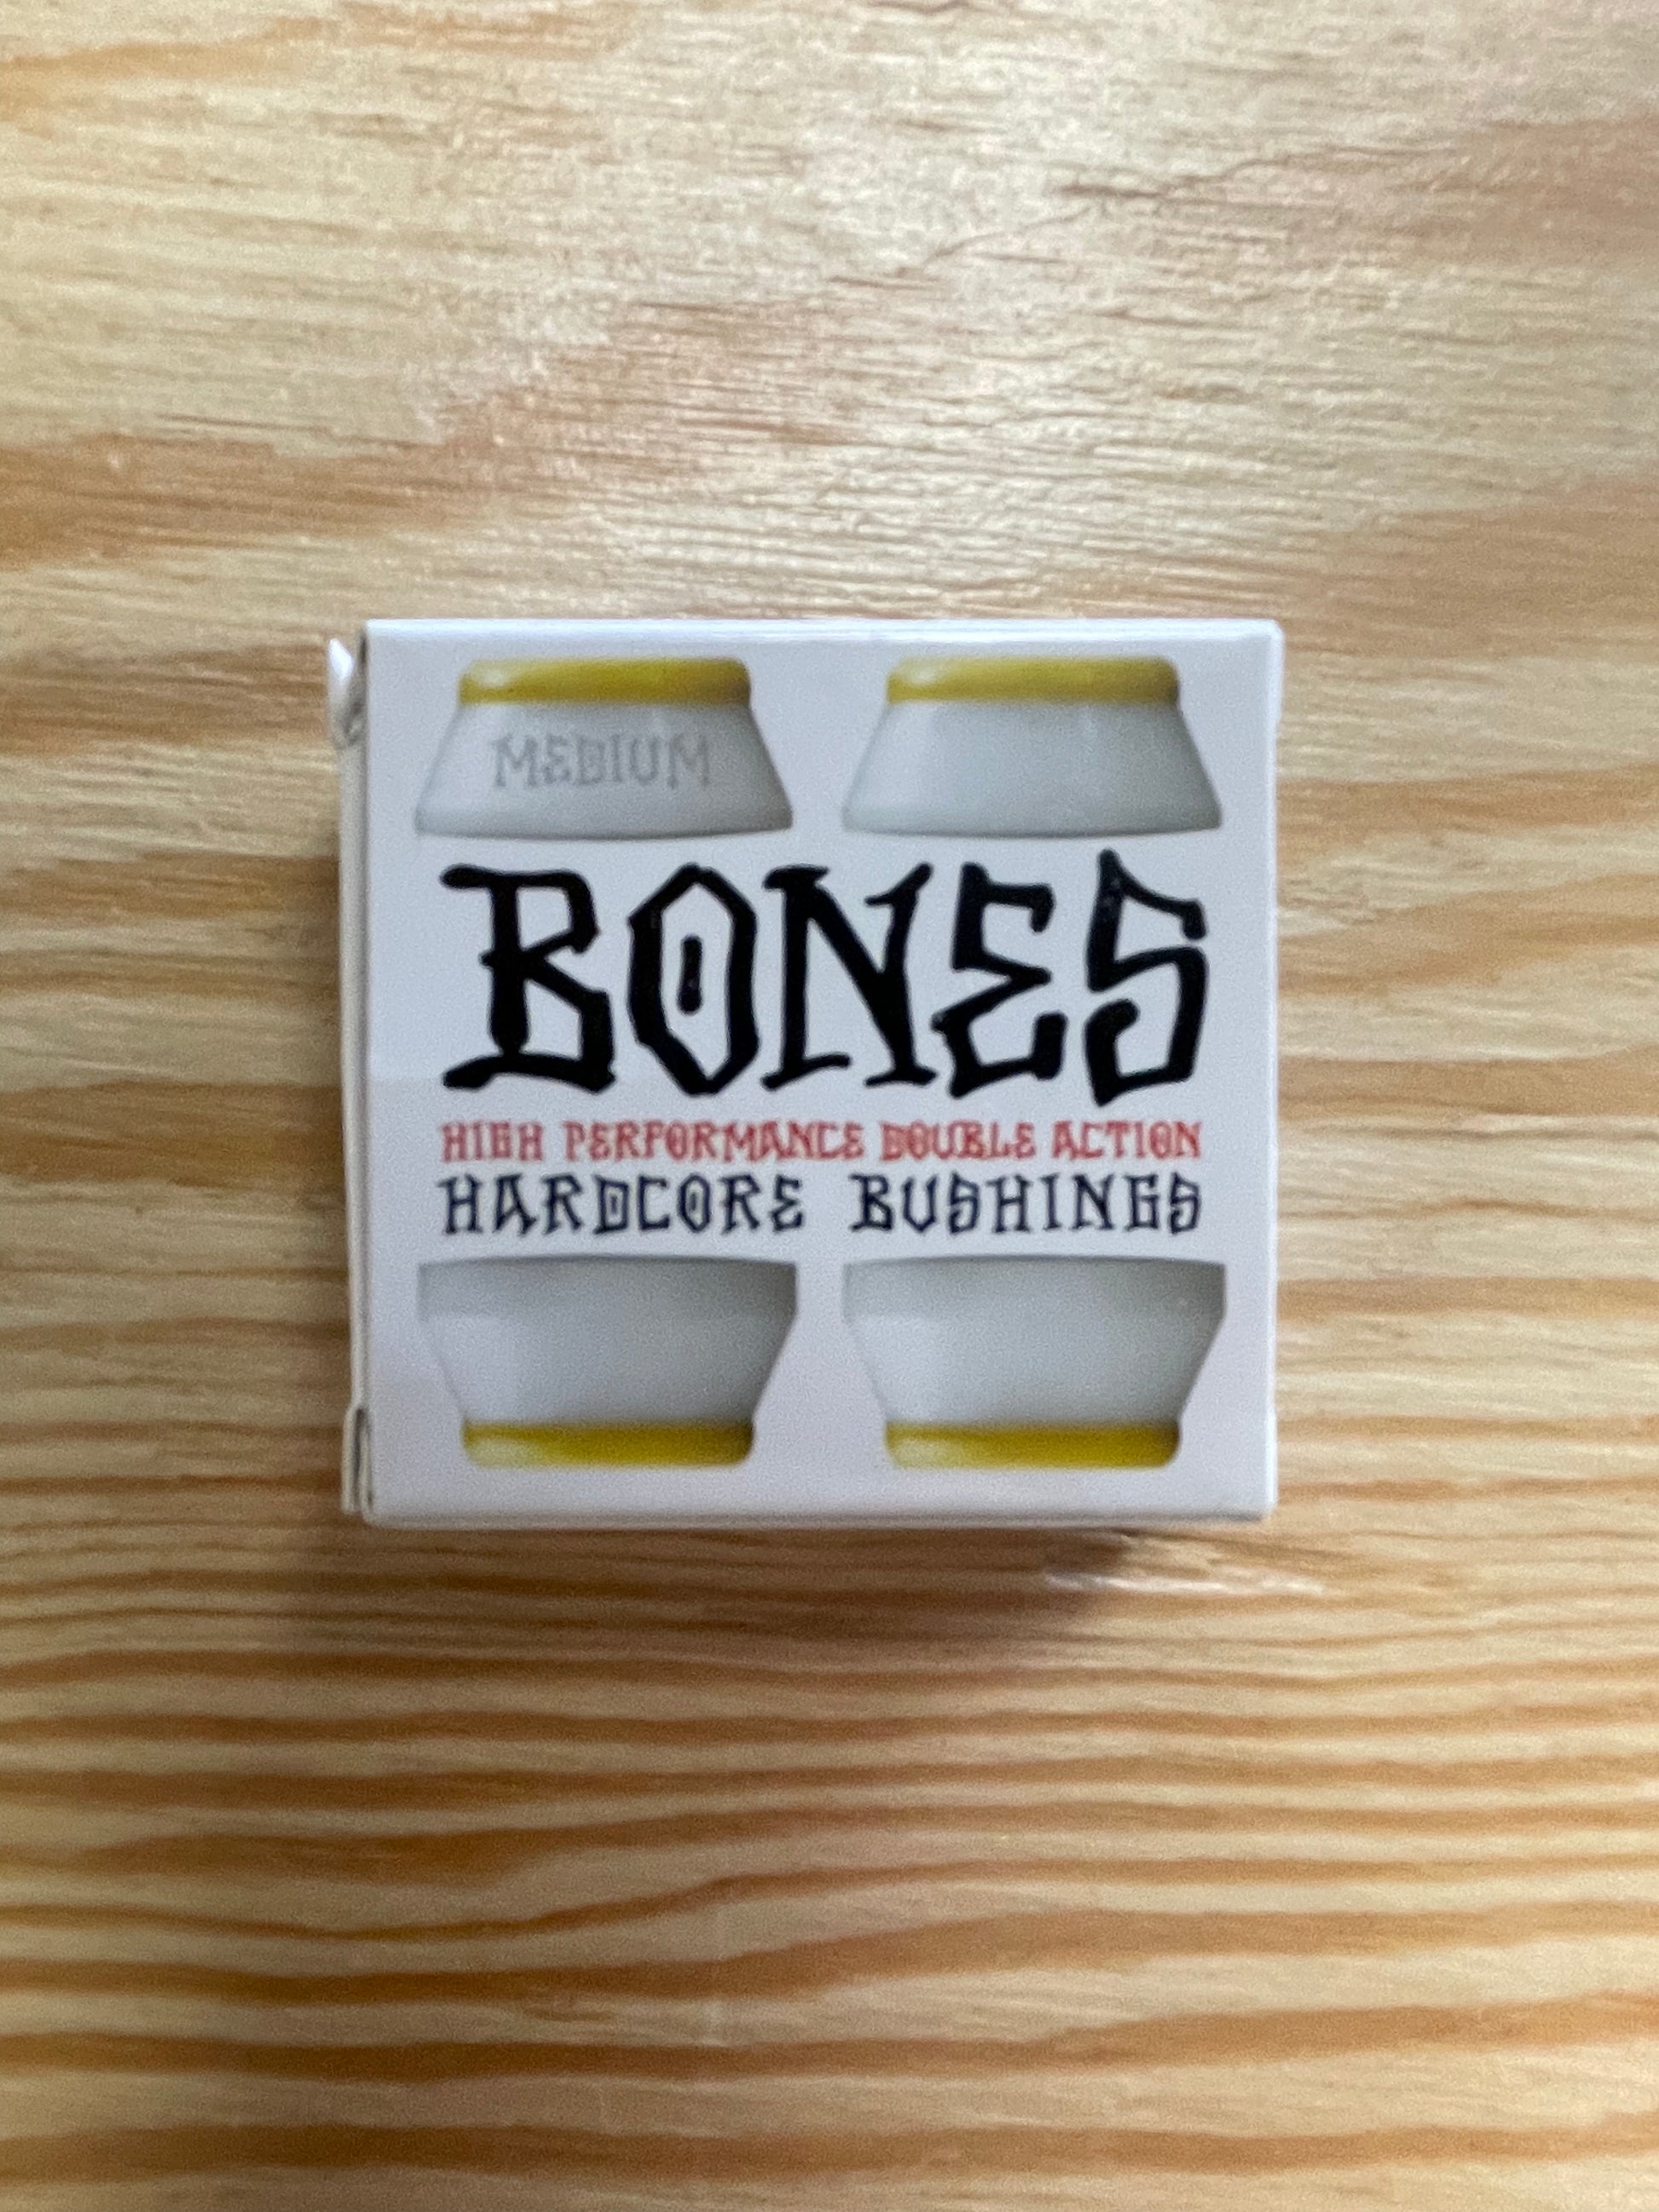 MEDIUM
BONES
HIGH PERFORMANCE DOUBLE ACTION
HARDCORE BUSHINGS